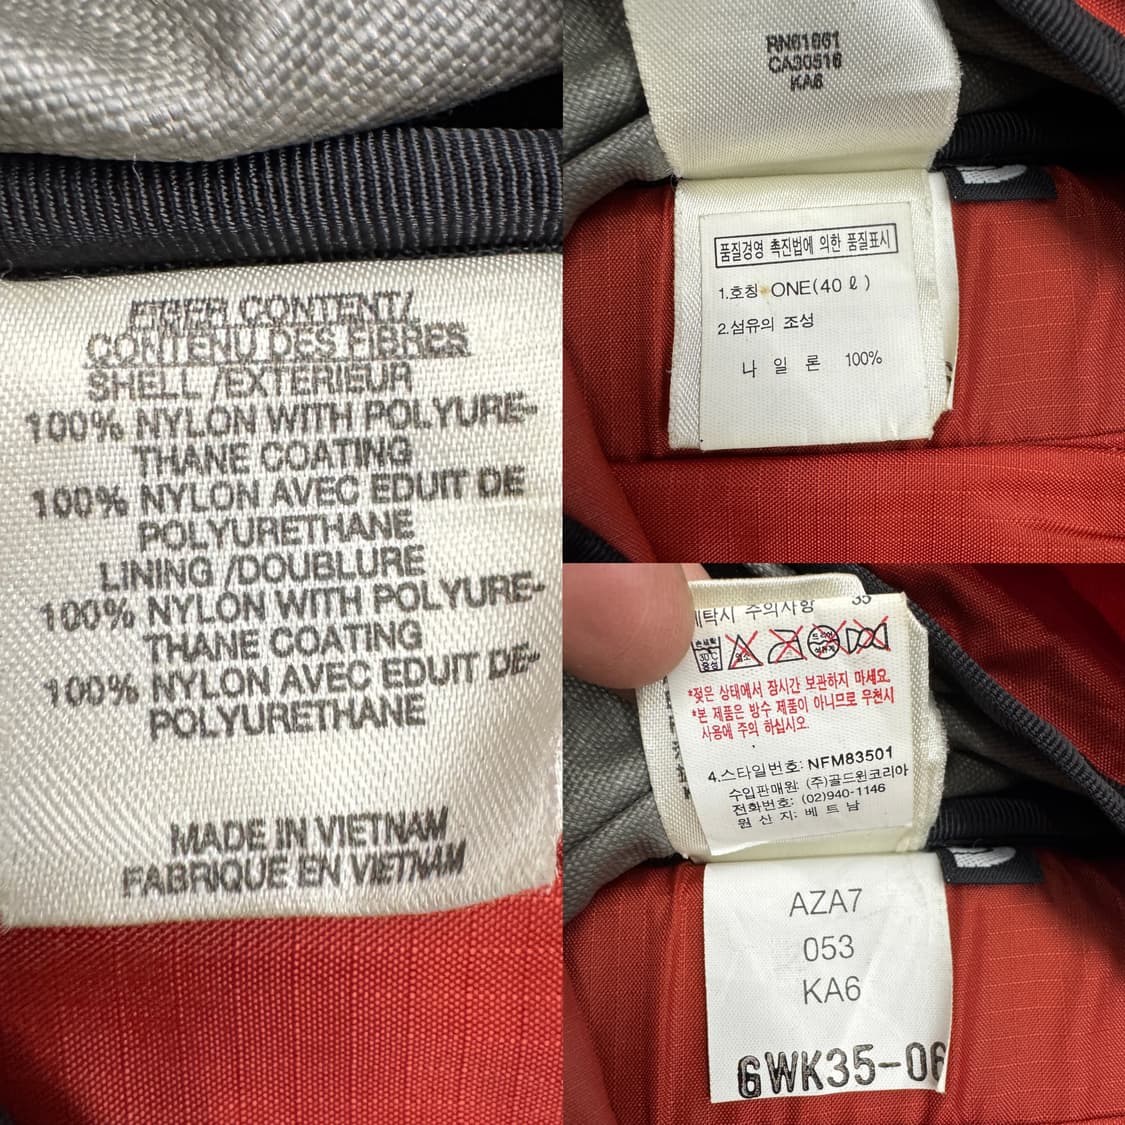 FIBER CONTENT/
CONTENU DES FIBRES
SHELL /EXTERIEUR
100% NYLON WITH POLYURE-
THANE COATING
100% NYLON AVEC EDUIT DE
POLYURETHANE
LINING /DOUBLURE
100% NYLON WITH POLYURE-
THANE COATING
100% NYLON AVEC EDUIT DE
POLYURETHANE
MADE IN VIETNAM
FABRIQUE EN VIETNAM
RN61661
CA30516
KA6
품질경영 촉진법에 의한 품질표시
1.호칭 ONE(40 ℓ)
2.섬유의 조성
나 일 론 100%
주의사항
30℃
중성
*젖은 상태에서 장시간 보관하지 마세요.
*본 제품은 방수 제품이 아니므로 우천시
사용에 주의 하십시오.
4.스타일번호: NFM83501
수입판매원: (주)골드윈코리아
전화번호: (02)940-1146
원 산 지: 베 트 남
AZA7
053
KA6
6WK35-06